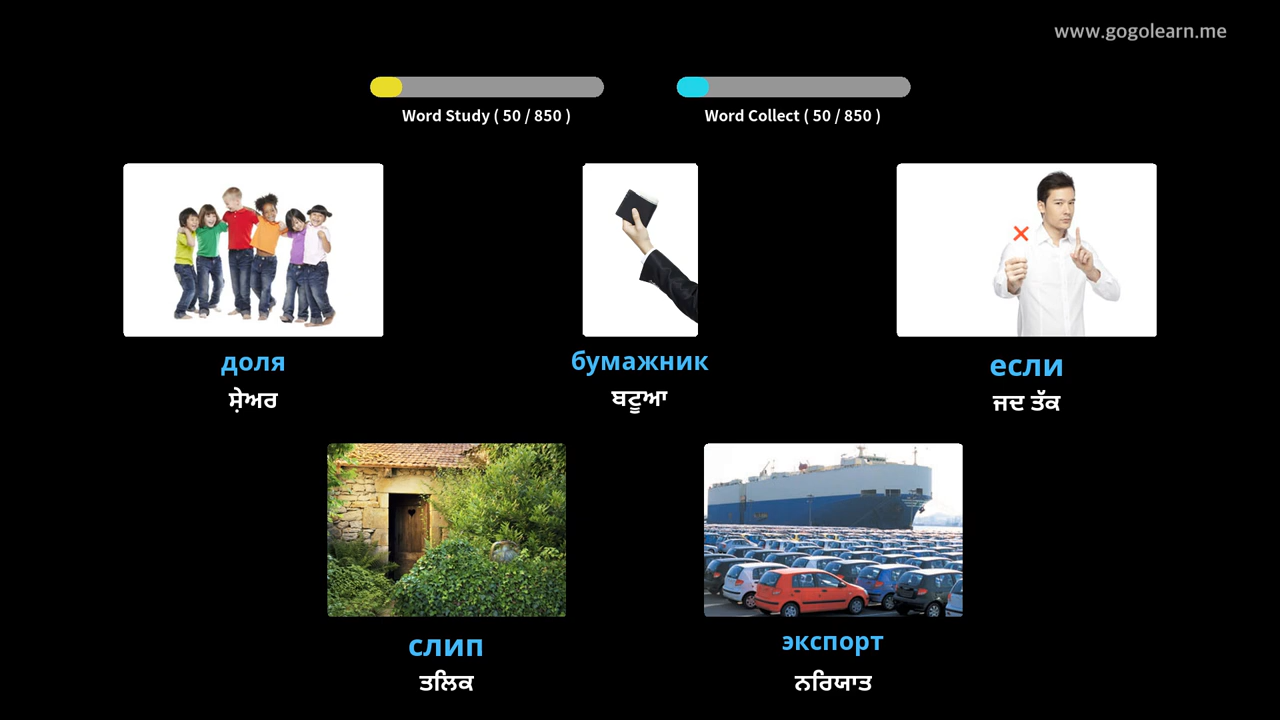 www.gogolearn.me
Word Study ( 50 / 850 )
Word Collect ( 50 / 850 )
доля
ਸ਼ੇਅਰ
бумажник
ਬਟੂਆ
если
ਜਦ ਤੱਕ
слип
ਤਲਿਕ
экспорт
ਨਰਿਯਾਤ